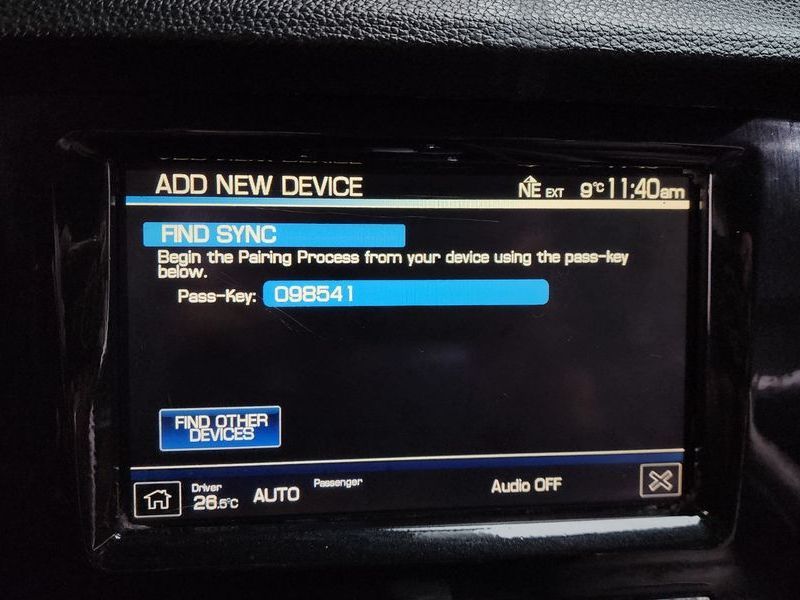 ADD NEW DEVICE NE EXT 9°C 11:40am
FIND SYNC
Begin the Pairing Process from your device using the pass-key
below.
Pass-Key: 098541
FIND OTHER
DEVICES
Driver Passenger
26.5°C AUTO Audio OFF